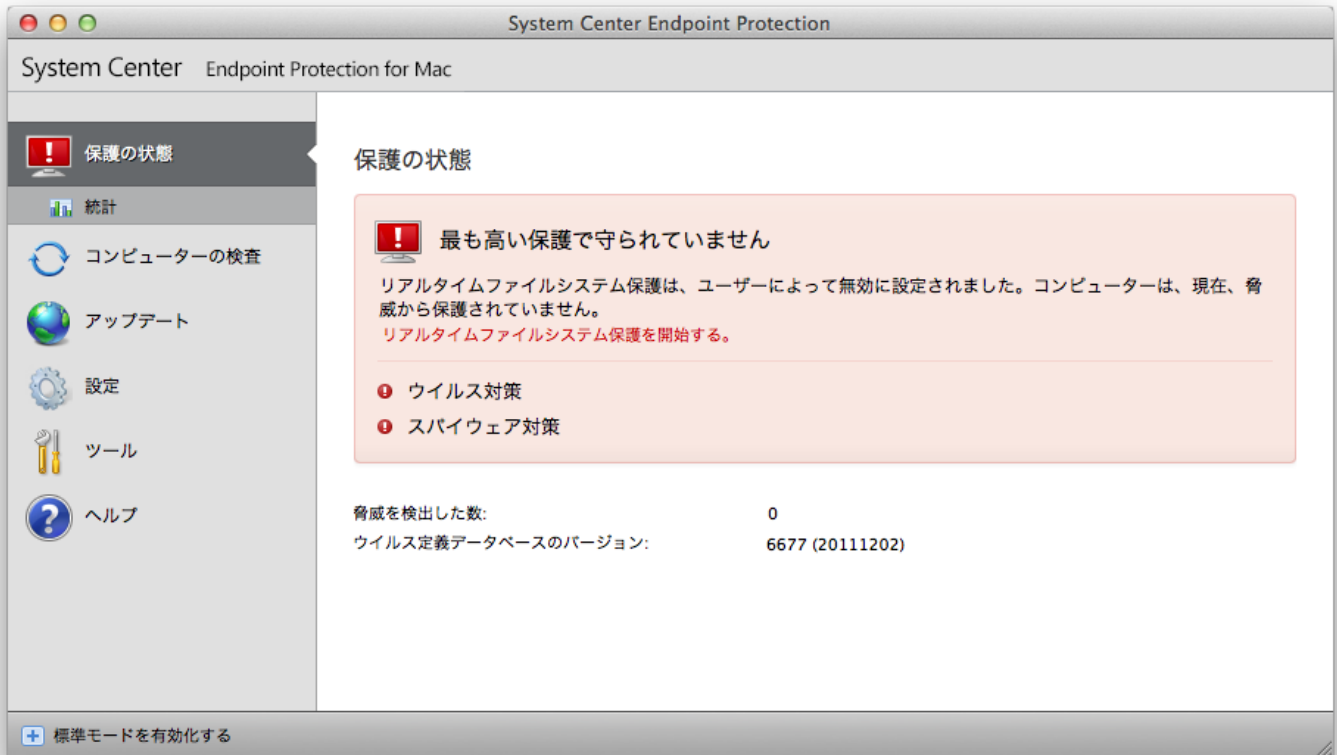 System Center Endpoint Protection
System Center Endpoint Protection for Mac
保護の状態
統計
コンピューターの検査
アップデート
設定
ツール
ヘルプ
保護の状態
最も高い保護で守られていません
リアルタイムファイルシステム保護は、ユーザーによって無効に設定されました。コンピューターは、現在、脅
威から保護されていません。
リアルタイムファイルシステム保護を開始する。
ウイルス対策
スパイウェア対策
脅威を検出した数: 0
ウイルス定義データベースのバージョン: 6677 (20111202)
標準モードを有効化する